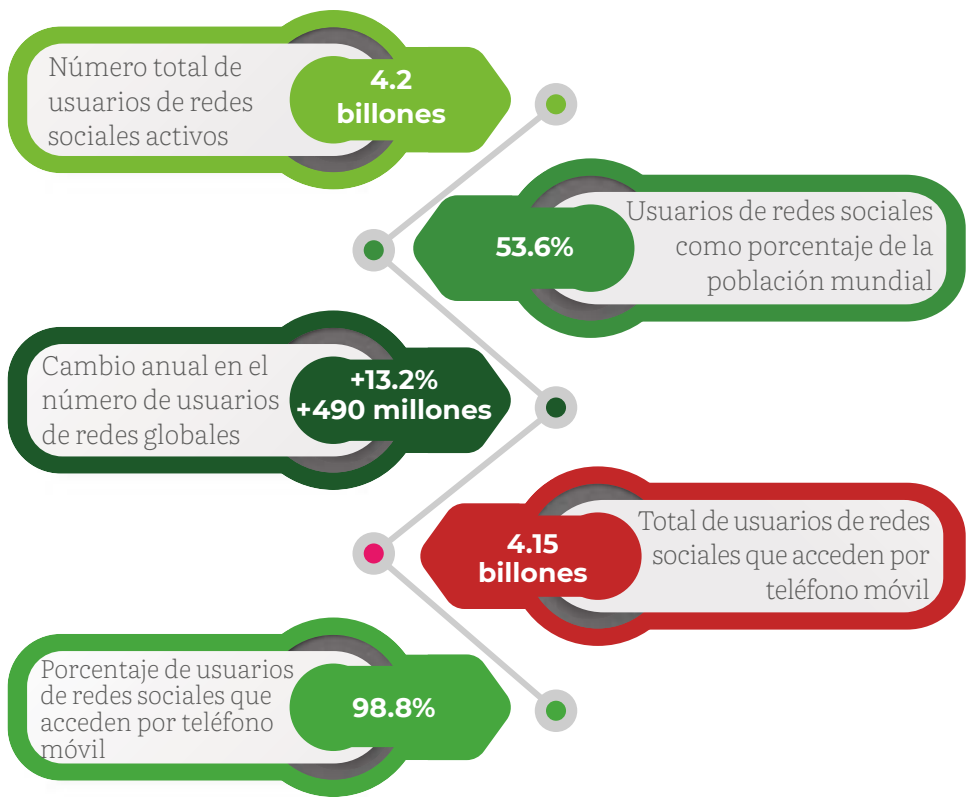 Número total de
usuarios de redes
sociales activos
4.2
billones
53.6%
Usuarios de redes sociales
como porcentaje de la
población mundial
Cambio anual en el
número de usuarios
de redes globales
+13.2%
+490 millones
4.15
billones
Total de usuarios de redes
sociales que acceden por
teléfono móvil
Porcentaje de usuarios
de redes sociales que
acceden por teléfono
móvil
98.8%